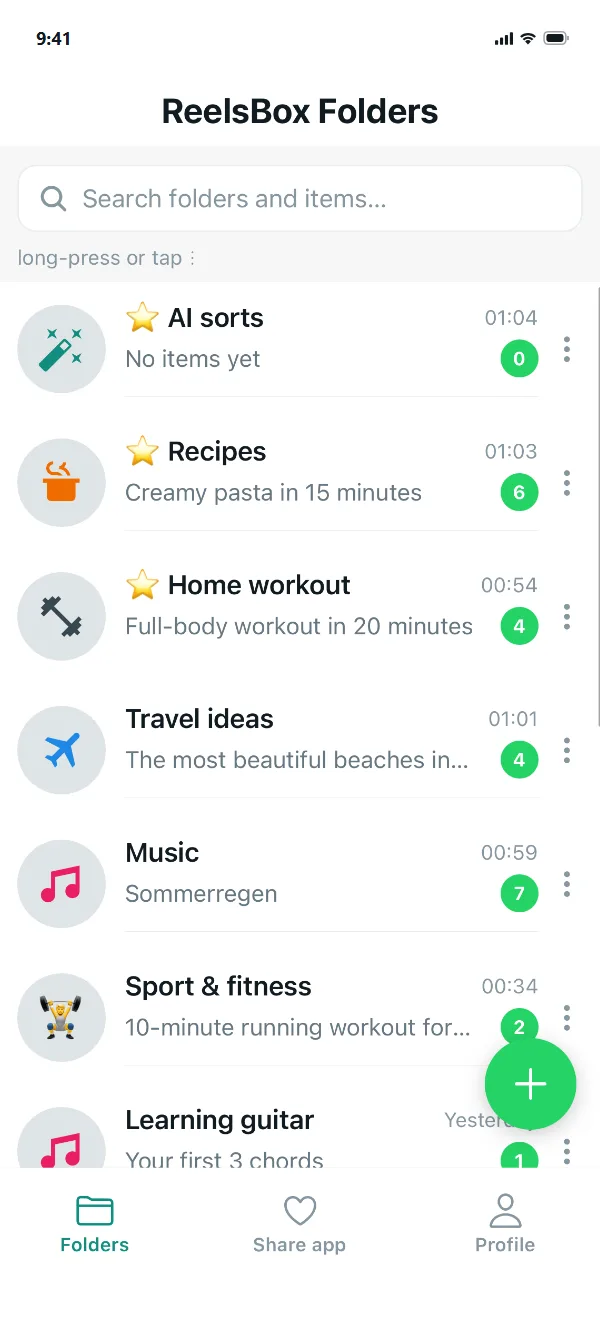 9:41
ReelsBox Folders
Search folders and items...
long-press or tap ⋮
⭐ AI sorts 01:04
No items yet 0
⭐ Recipes 01:03
Creamy pasta in 15 minutes 6
⭐ Home workout 00:54
Full-body workout in 20 minutes 4
Travel ideas 01:01
The most beautiful beaches in... 4
Music 00:59
Sommerregen 7
Sport & fitness 00:34
10-minute running workout for... 2
Learning guitar
Your first 3 chords 1
Folders Share app Profile